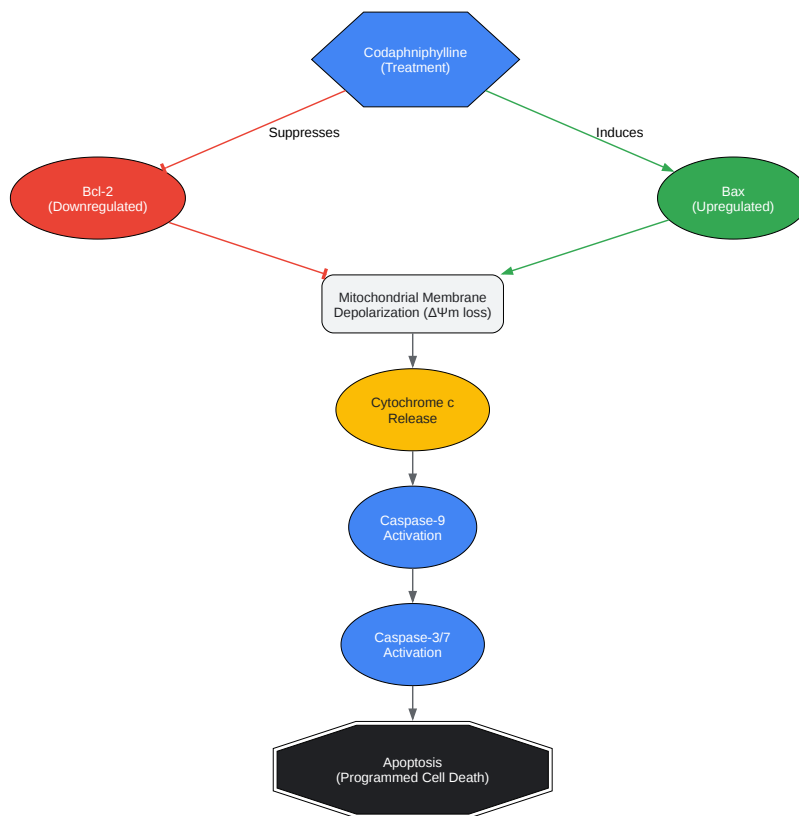 Codaphniphylline
(Treatment)
Suppresses
Induces
Bcl-2
(Downregulated)
Bax
(Upregulated)
Mitochondrial Membrane
Depolarization (ΔΨm loss)
Cytochrome c
Release
Caspase-9
Activation
Caspase-3/7
Activation
Apoptosis
(Programmed Cell Death)